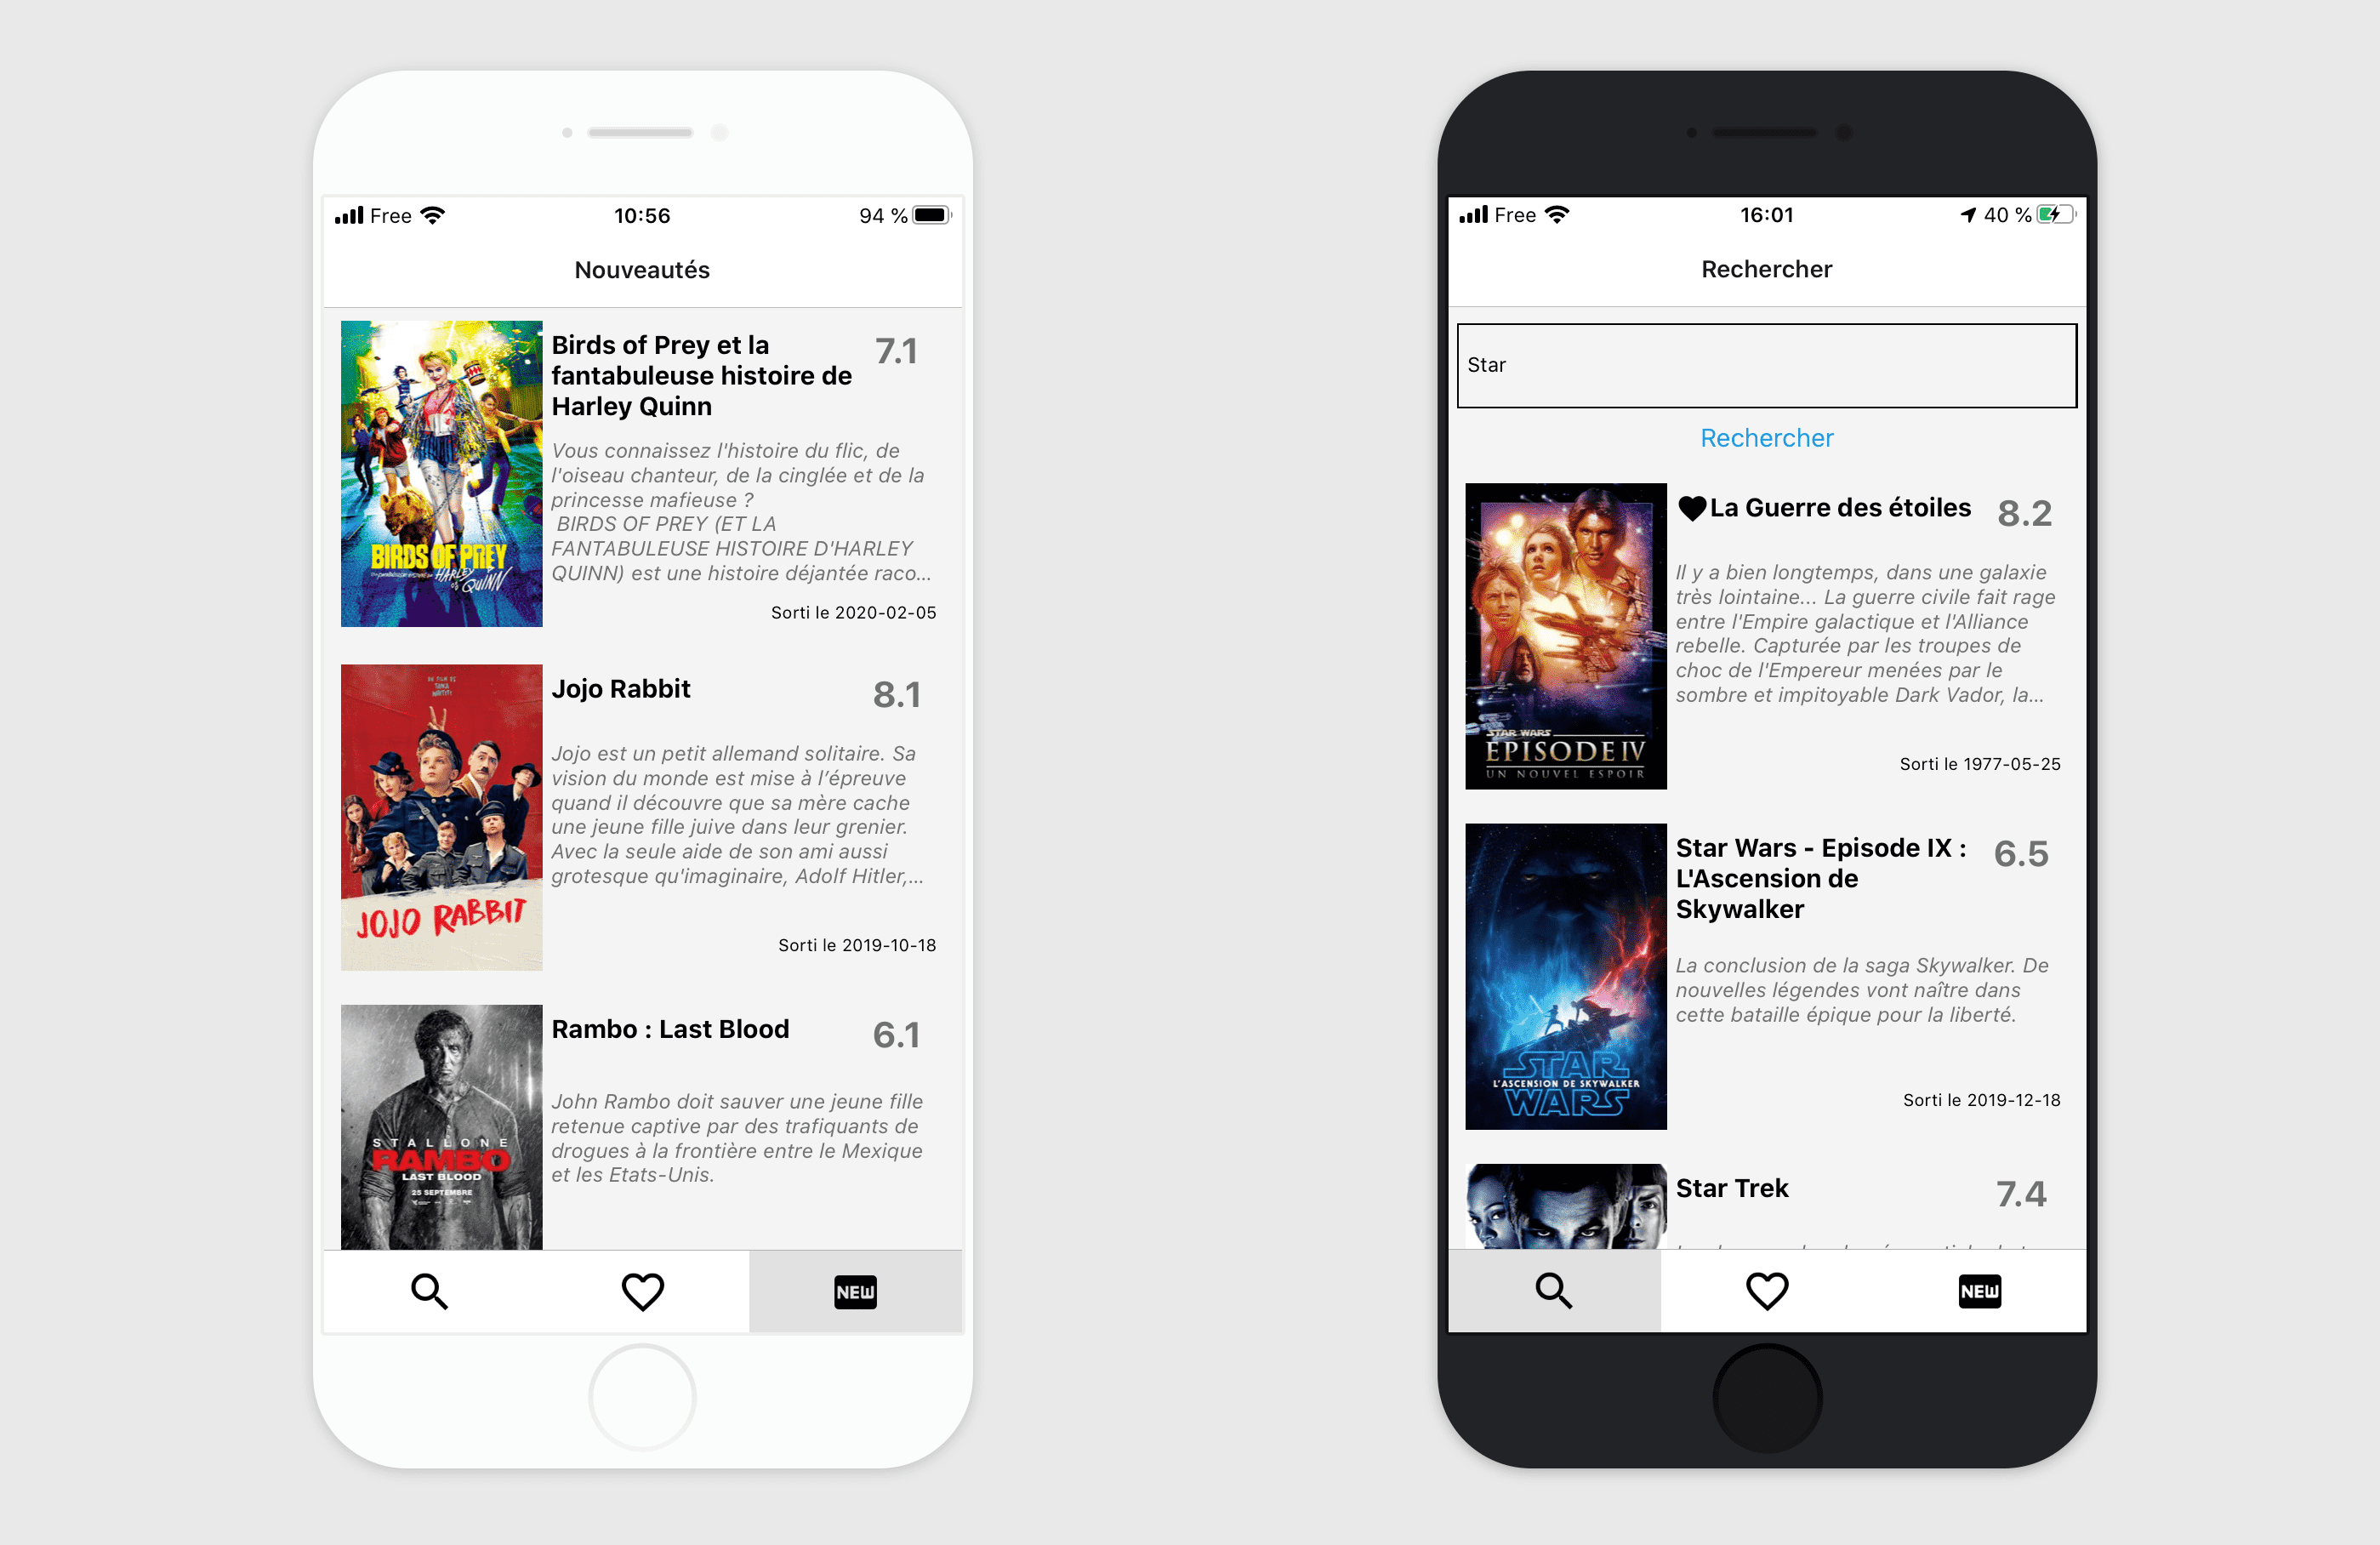 Free
10:56
94 %
Nouveautés
BIRDS OF PREY
HARLEY
QUINN
Birds of Prey et la
fantabuleuse histoire de
Harley Quinn
7.1
Vous connaissez l'histoire du flic, de
l'oiseau chanteur, de la cinglée et de la
princesse mafieuse ?
BIRDS OF PREY (ET LA
FANTABULEUSE HISTOIRE D'HARLEY
QUINN) est une histoire déjantée raco...
Sorti le 2020-02-05
JOJO RABBIT
Jojo Rabbit
8.1
Jojo est un petit allemand solitaire. Sa
vision du monde est mise à l’épreuve
quand il découvre que sa mère cache
une jeune fille juive dans leur grenier.
Avec la seule aide de son ami aussi
grotesque qu'imaginaire, Adolf Hitler,...
Sorti le 2019-10-18
STALLONE
RAMBO
LAST BLOOD
25 SEPTEMBRE
Rambo : Last Blood
6.1
John Rambo doit sauver une jeune fille
retenue captive par des trafiquants de
drogues à la frontière entre le Mexique
et les Etats-Unis.
NEW
Free
16:01
40 %
Rechercher
Star
Rechercher
STAR WARS
EPISODE IV
UN NOUVEL ESPOIR
La Guerre des étoiles
8.2
Il y a bien longtemps, dans une galaxie
très lointaine... La guerre civile fait rage
entre l'Empire galactique et l'Alliance
rebelle. Capturée par les troupes de
choc de l'Empereur menées par le
sombre et impitoyable Dark Vador, la...
Sorti le 1977-05-25
STAR
L'ASCENSION DE SKYWALKER
WARS
Star Wars - Episode IX :
L'Ascension de
Skywalker
6.5
La conclusion de la saga Skywalker. De
nouvelles légendes vont naître dans
cette bataille épique pour la liberté.
Sorti le 2019-12-18
Star Trek
7.4
NEW